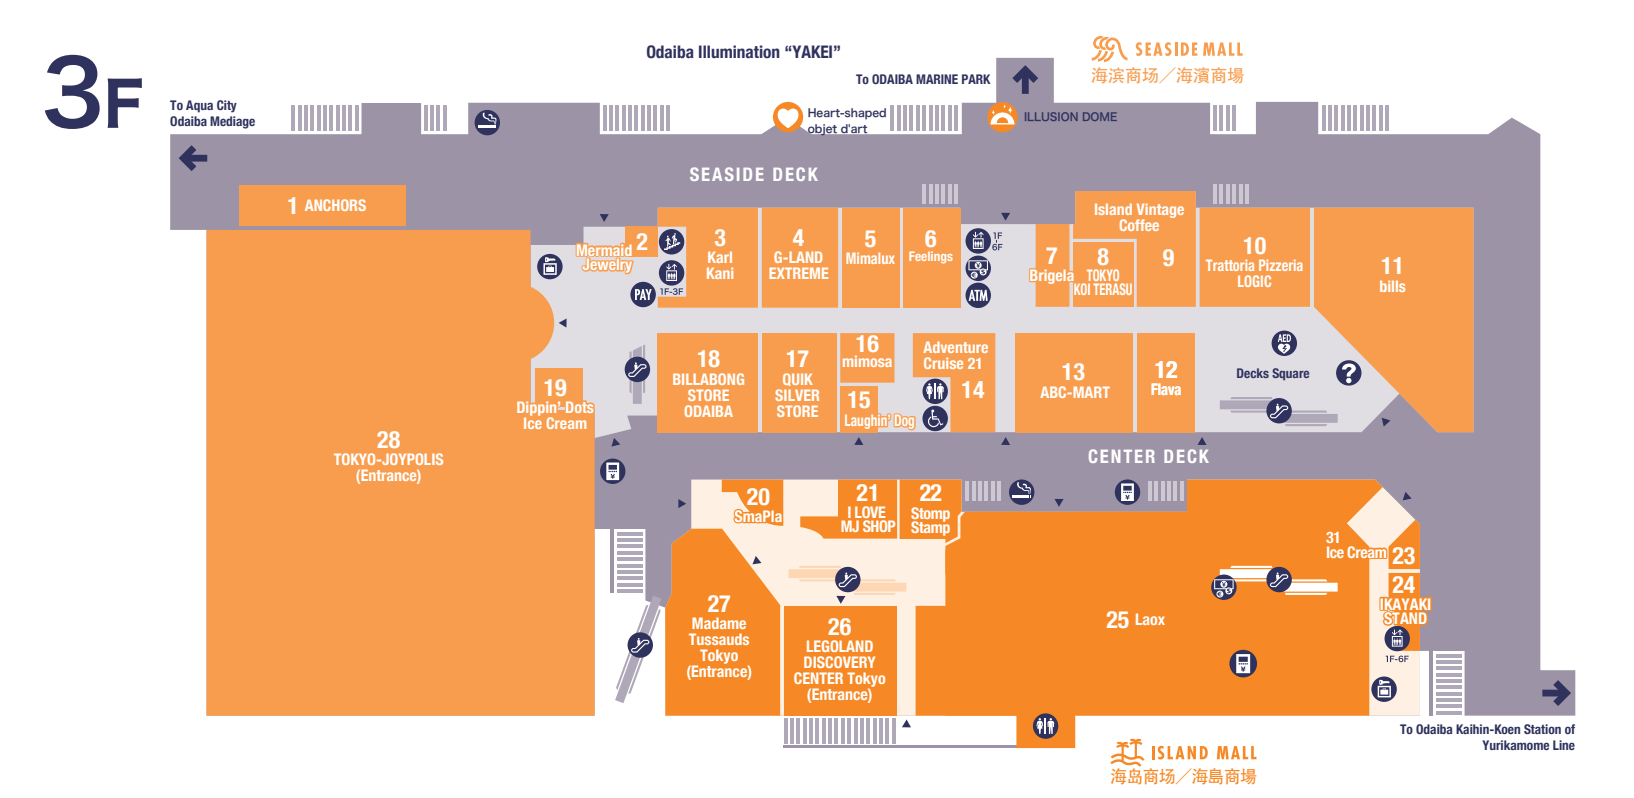 3F
Odaiba Illumination “YAKEI”
SEASIDE MALL
海滨商场／海濱商場
To ODAIBA MARINE PARK
To Aqua City
Odaiba Mediage
Heart-shaped
objet d'art
ILLUSION DOME
SEASIDE DECK
1 ANCHORS
2
Mermaid
Jewelry
1F-3F
PAY
3
Karl
Kani
4
G-LAND
EXTREME
5
Mimalux
6
Feelings
1F
-
6F
ATM
7
Brigela
Island Vintage
Coffee
8
TOKYO
KOI TERASU
9
10
Trattoria Pizzeria
LOGIC
11
bills
18
BILLABONG
STORE
ODAIBA
17
QUIK
SILVER
STORE
16
mimosa
15
Laughin’ Dog
Adventure
Cruise 21
14
13
ABC-MART
12
Flava
AED
Decks Square
?
19
Dippin’-Dots
Ice Cream
28
TOKYO-JOYPOLIS
(Entrance)
CENTER DECK
20
SmaPla
21
I LOVE
MJ SHOP
22
Stomp
Stamp
31
Ice Cream
23
24
IKAYAKI
STAND
1F-6F
25 Laox
27
Madame
Tussauds
Tokyo
(Entrance)
26
LEGOLAND
DISCOVERY
CENTER Tokyo
(Entrance)
To Odaiba Kaihin-Koen Station of
Yurikamome Line
ISLAND MALL
海岛商场／海島商場